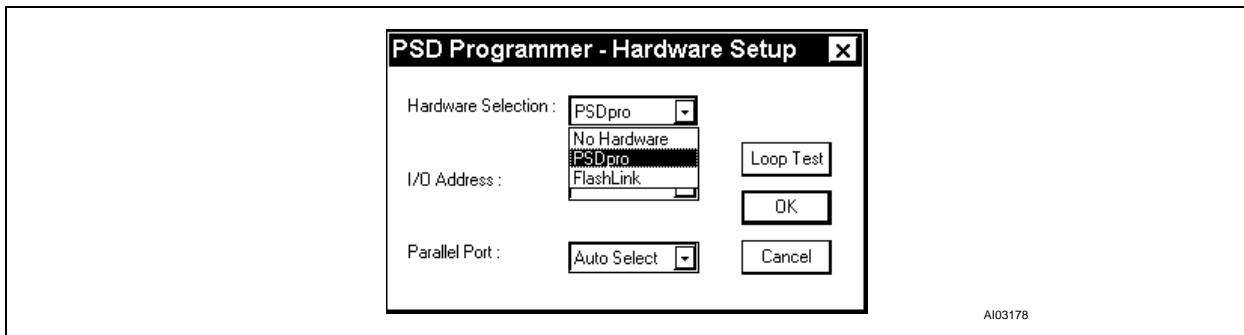 PSD Programmer - Hardware Setup
Hardware Selection :
PSDpro
No Hardware
PSDpro
FlashLink
Loop Test
I/O Address :
OK
Parallel Port :
Auto Select
Cancel
AI03178